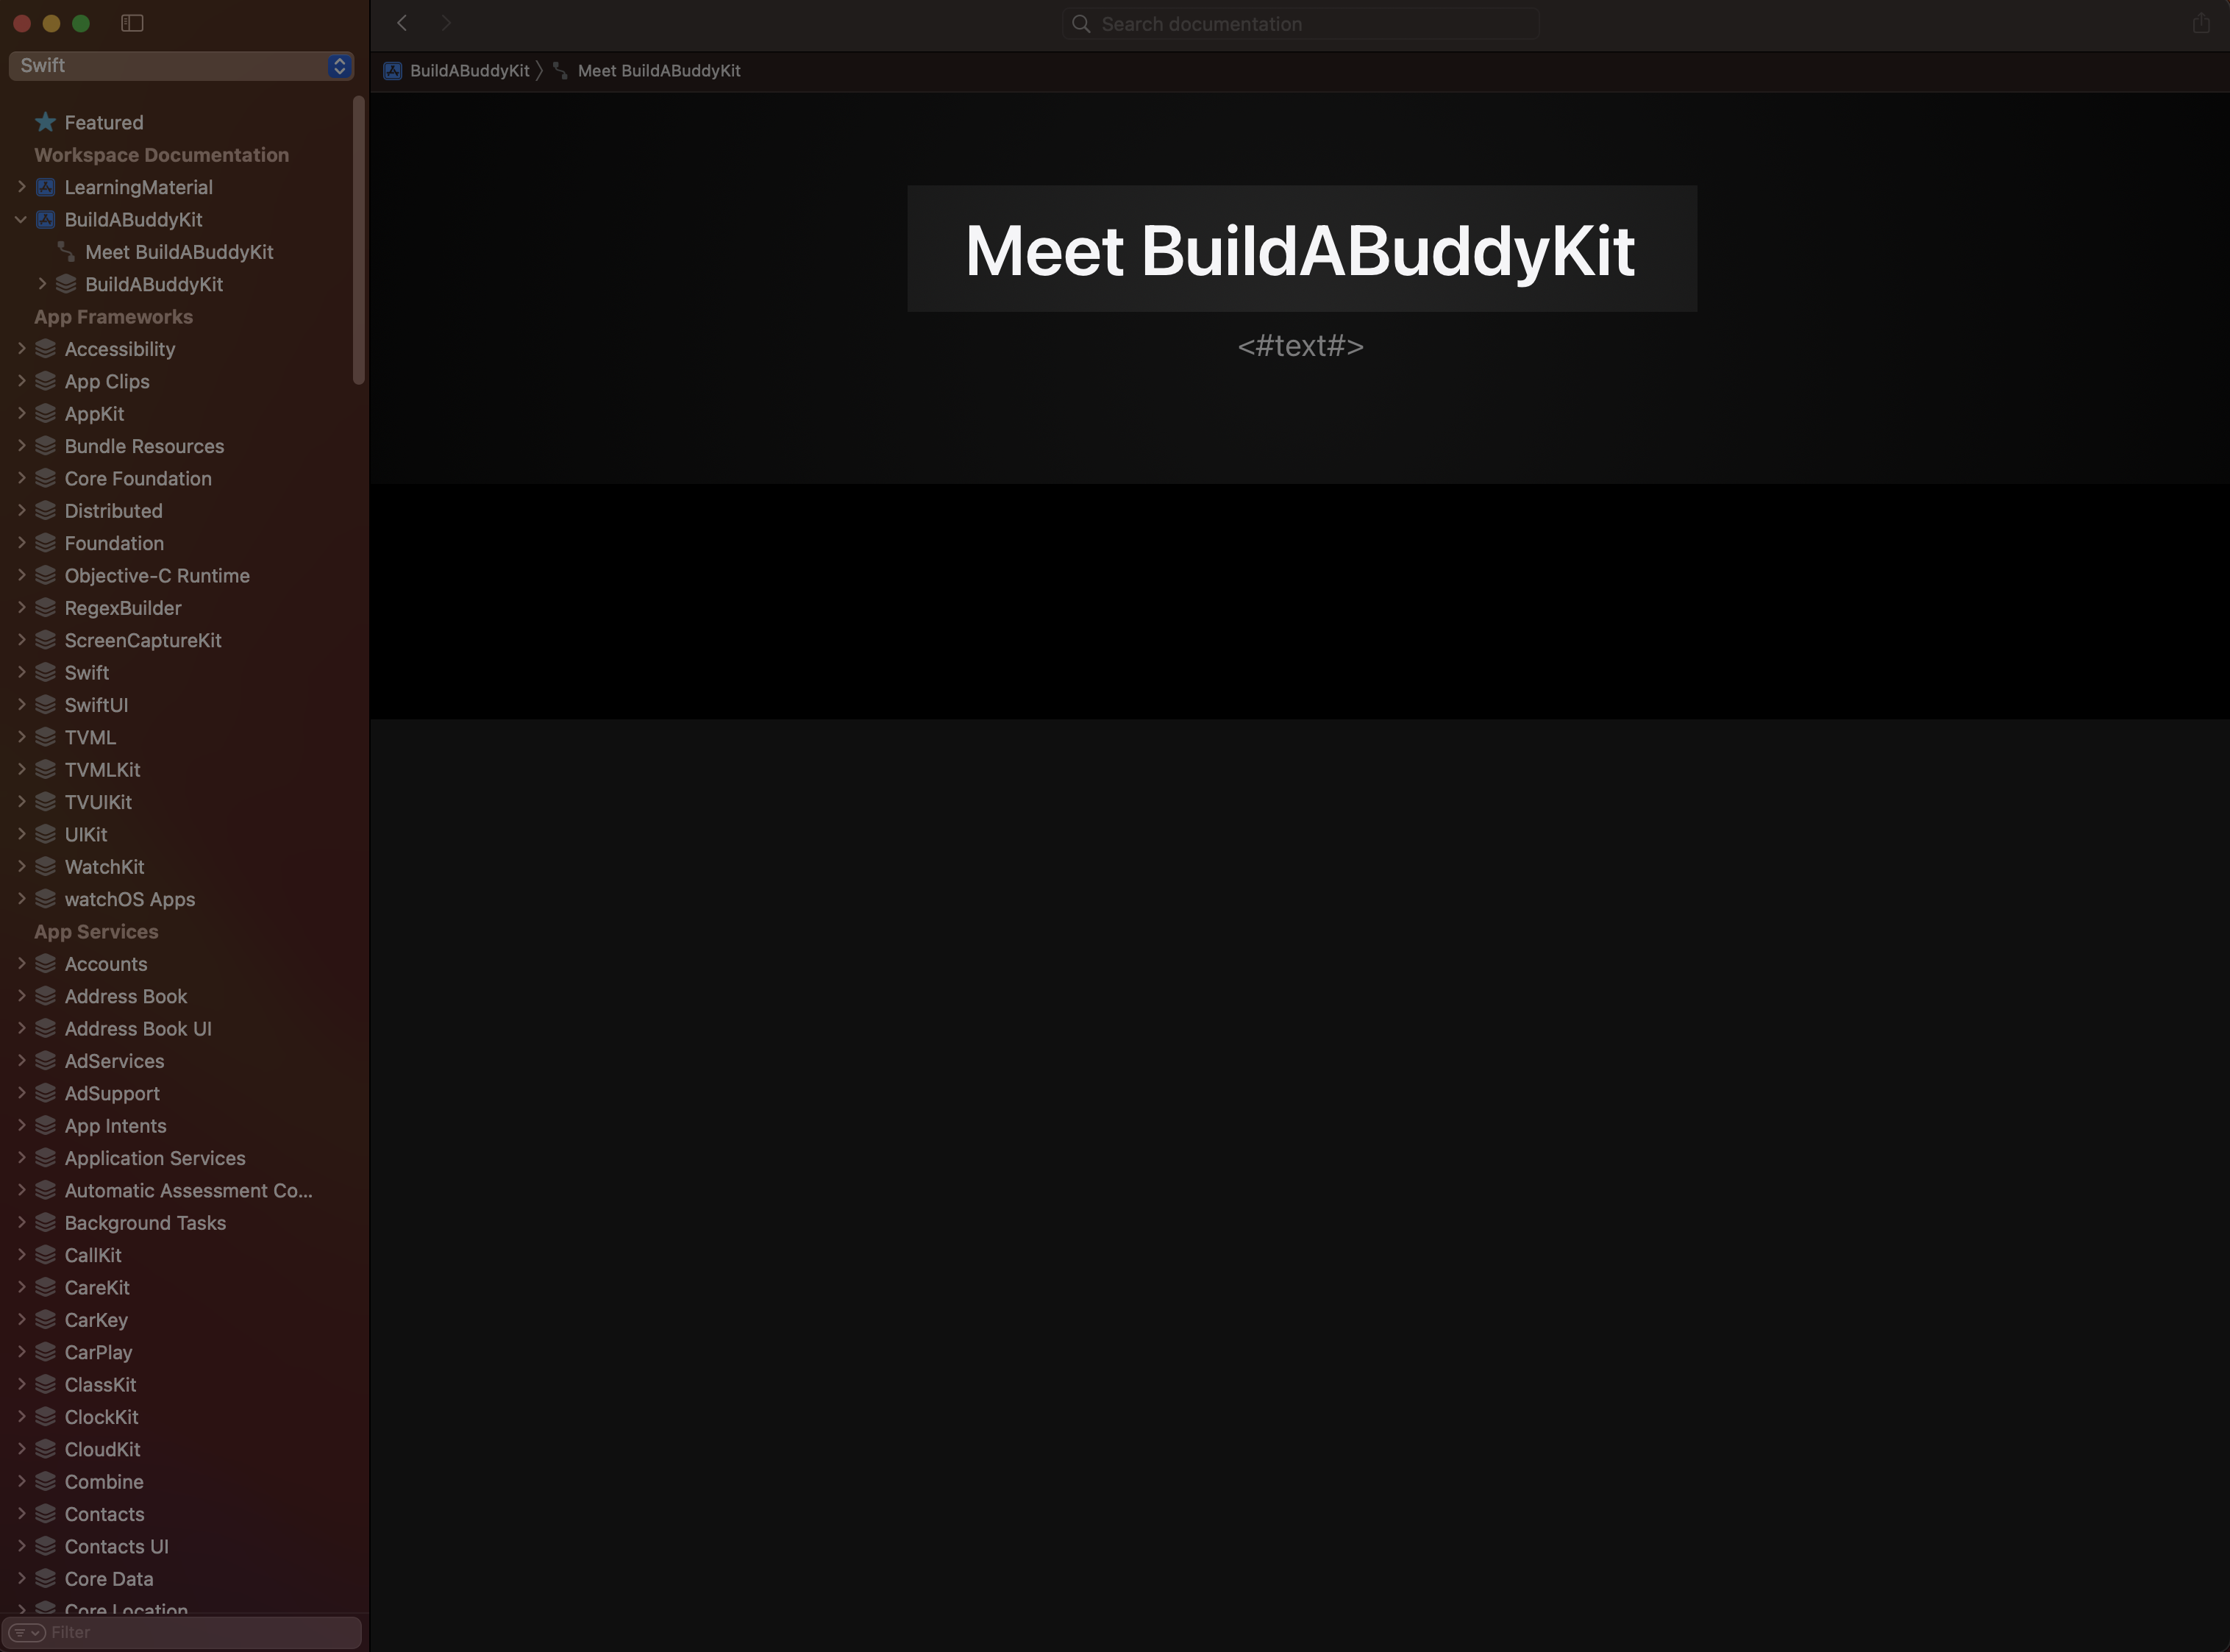 Search documentation
Swift
BuildABuddyKit
Meet BuildABuddyKit
Featured
Workspace Documentation
LearningMaterial
BuildABuddyKit
Meet BuildABuddyKit
BuildABuddyKit
App Frameworks
Accessibility
App Clips
AppKit
Bundle Resources
Core Foundation
Distributed
Foundation
Objective-C Runtime
RegexBuilder
ScreenCaptureKit
Swift
SwiftUI
TVML
TVMLKit
TVUIKit
UIKit
WatchKit
watchOS Apps
App Services
Accounts
Address Book
Address Book UI
AdServices
AdSupport
App Intents
Application Services
Automatic Assessment Co...
Background Tasks
CallKit
CareKit
CarKey
CarPlay
ClassKit
ClockKit
CloudKit
Combine
Contacts
Contacts UI
Core Data
Core Location
Filter
Meet BuildABuddyKit
<#text#>